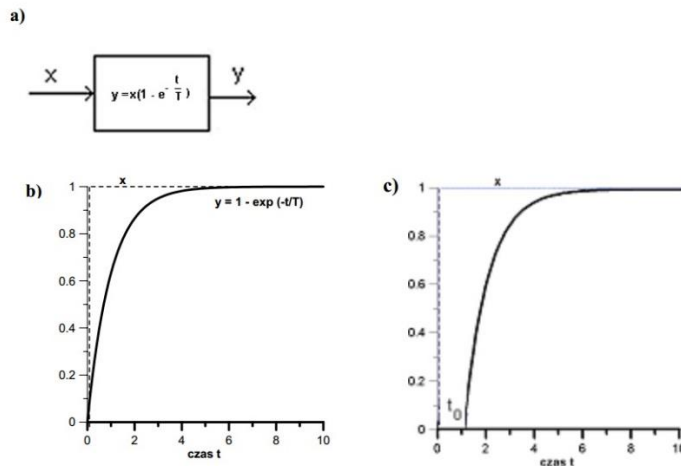 a)
x
y = x(1 - e^- t/T)
y
b)
x
y = 1 - exp (-t/T)
1
0.8
0.6
0.4
0.2
0
0 2 4 6 8 10
czas t
c)
x
1
0.8
0.6
0.4
0.2
0
t₀
0 2 4 6 8 10
czas t